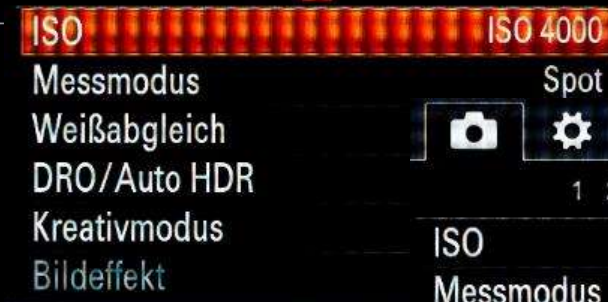 ISO ISO 4000
Messmodus Spot
Weißabgleich
DRO/Auto HDR
Kreativmodus
Bildeffekt
1
ISO
Messmodus